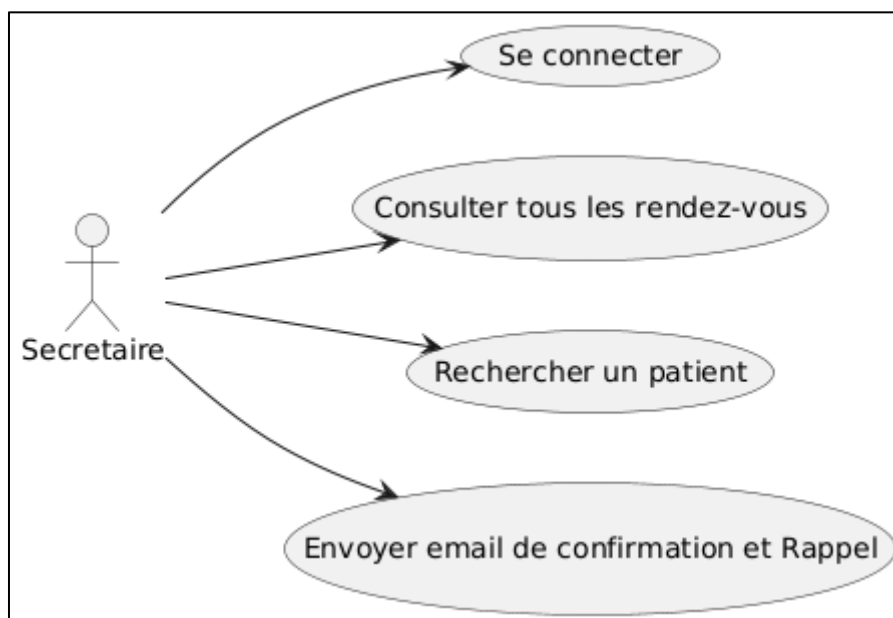 Se connecter
Consulter tous les rendez-vous
Secretaire
Rechercher un patient
Envoyer email de confirmation et Rappel